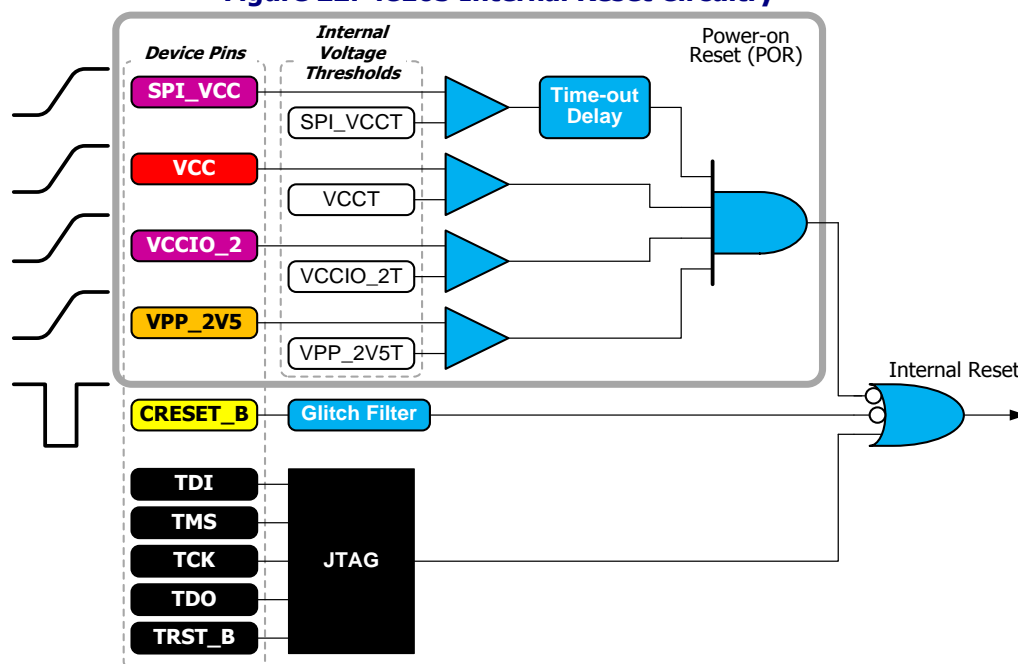 Device Pins
Internal
Voltage
Thresholds
Power-on
Reset (POR)
SPI_VCC
SPI_VCCT
Time-out
Delay
VCC
VCCT
VCCIO_2
VCCIO_2T
VPP_2V5
VPP_2V5T
Internal Reset
CRESET_B
Glitch Filter
TDI
TMS
TCK
TDO
TRST_B
JTAG